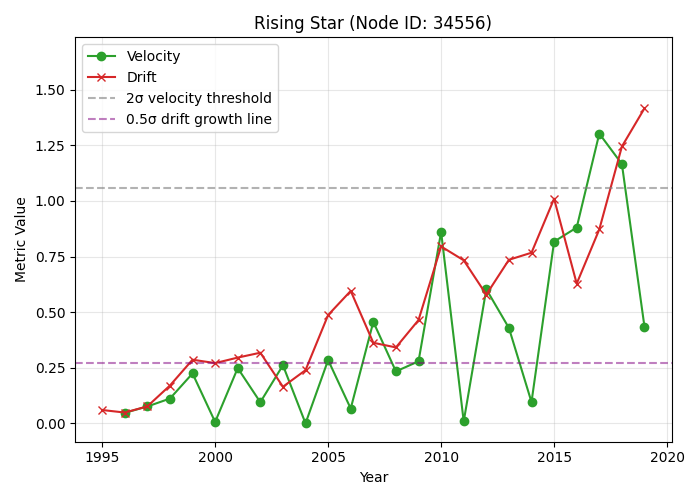 Rising Star (Node ID: 34556)
Velocity
Drift
2σ velocity threshold
0.5σ drift growth line
Metric Value
1.50
1.25
1.00
0.75
0.50
0.25
0.00
1995 2000 2005 2010 2015 2020
Year